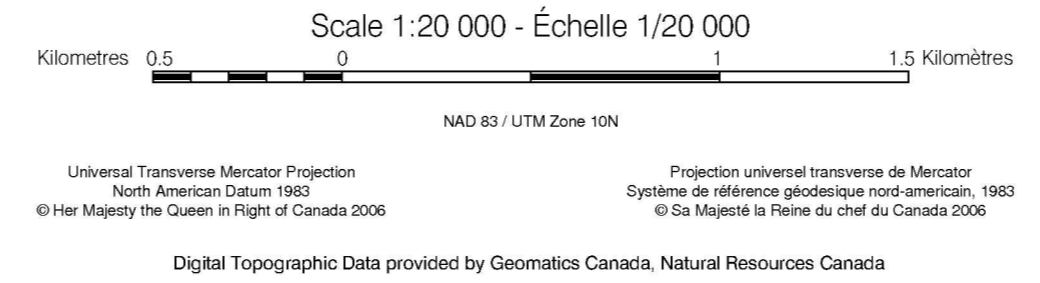 Scale 1:20 000 - Échelle 1/20 000
Kilometres 0.5 0 1 1.5 Kilomètres
NAD 83 / UTM Zone 10N
Universal Transverse Mercator Projection
North American Datum 1983
© Her Majesty the Queen in Right of Canada 2006
Projection universel transverse de Mercator
Système de référence géodesique nord-americain, 1983
© Sa Majesté la Reine du chef du Canada 2006
Digital Topographic Data provided by Geomatics Canada, Natural Resources Canada